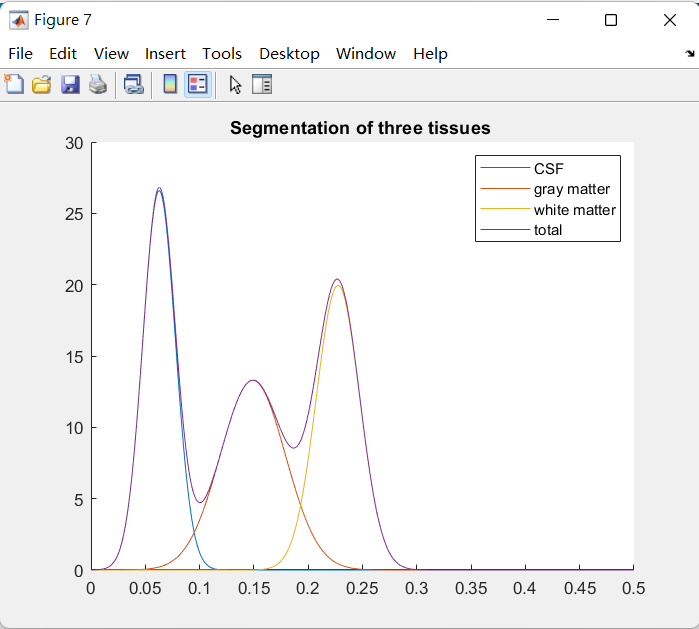 Figure 7
File Edit View Insert Tools Desktop Window Help
Segmentation of three tissues
30
25
20
15
10
5
0
CSF
gray matter
white matter
total
0 0.05 0.1 0.15 0.2 0.25 0.3 0.35 0.4 0.45 0.5